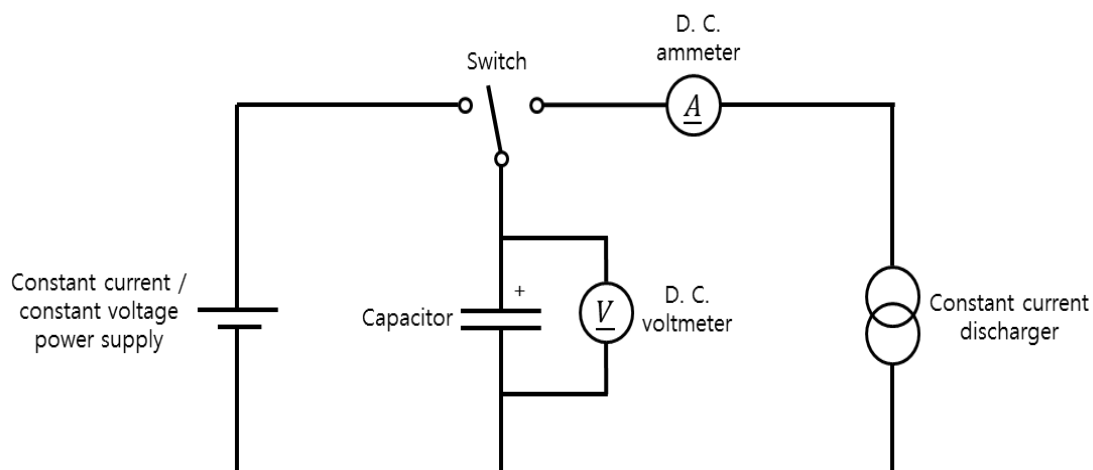 D. C.
ammeter
Switch
A
Constant current /
constant voltage
power supply
Capacitor
+
V
D. C.
voltmeter
Constant current
discharger